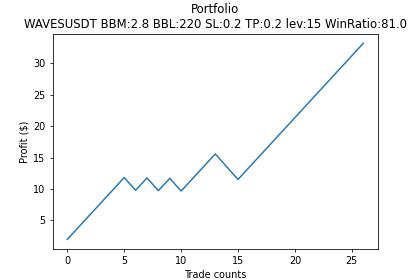 Portfolio
WAVESUSDT BBM:2.8 BBL:220 SL:0.2 TP:0.2 lev:15 WinRatio:81.0
30
25
20
15
10
5
Profit ($)
0 5 10 15 20 25
Trade counts